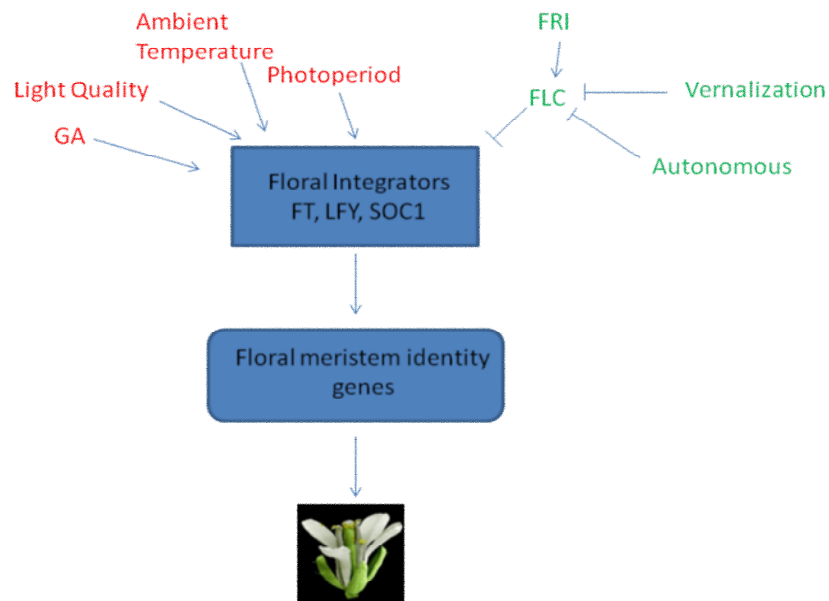 Ambient
Temperature
FRI
Light Quality
Photoperiod
FLC
Vernalization
GA
Autonomous
Floral Integrators
FT, LFY, SOC1
Floral meristem identity
genes